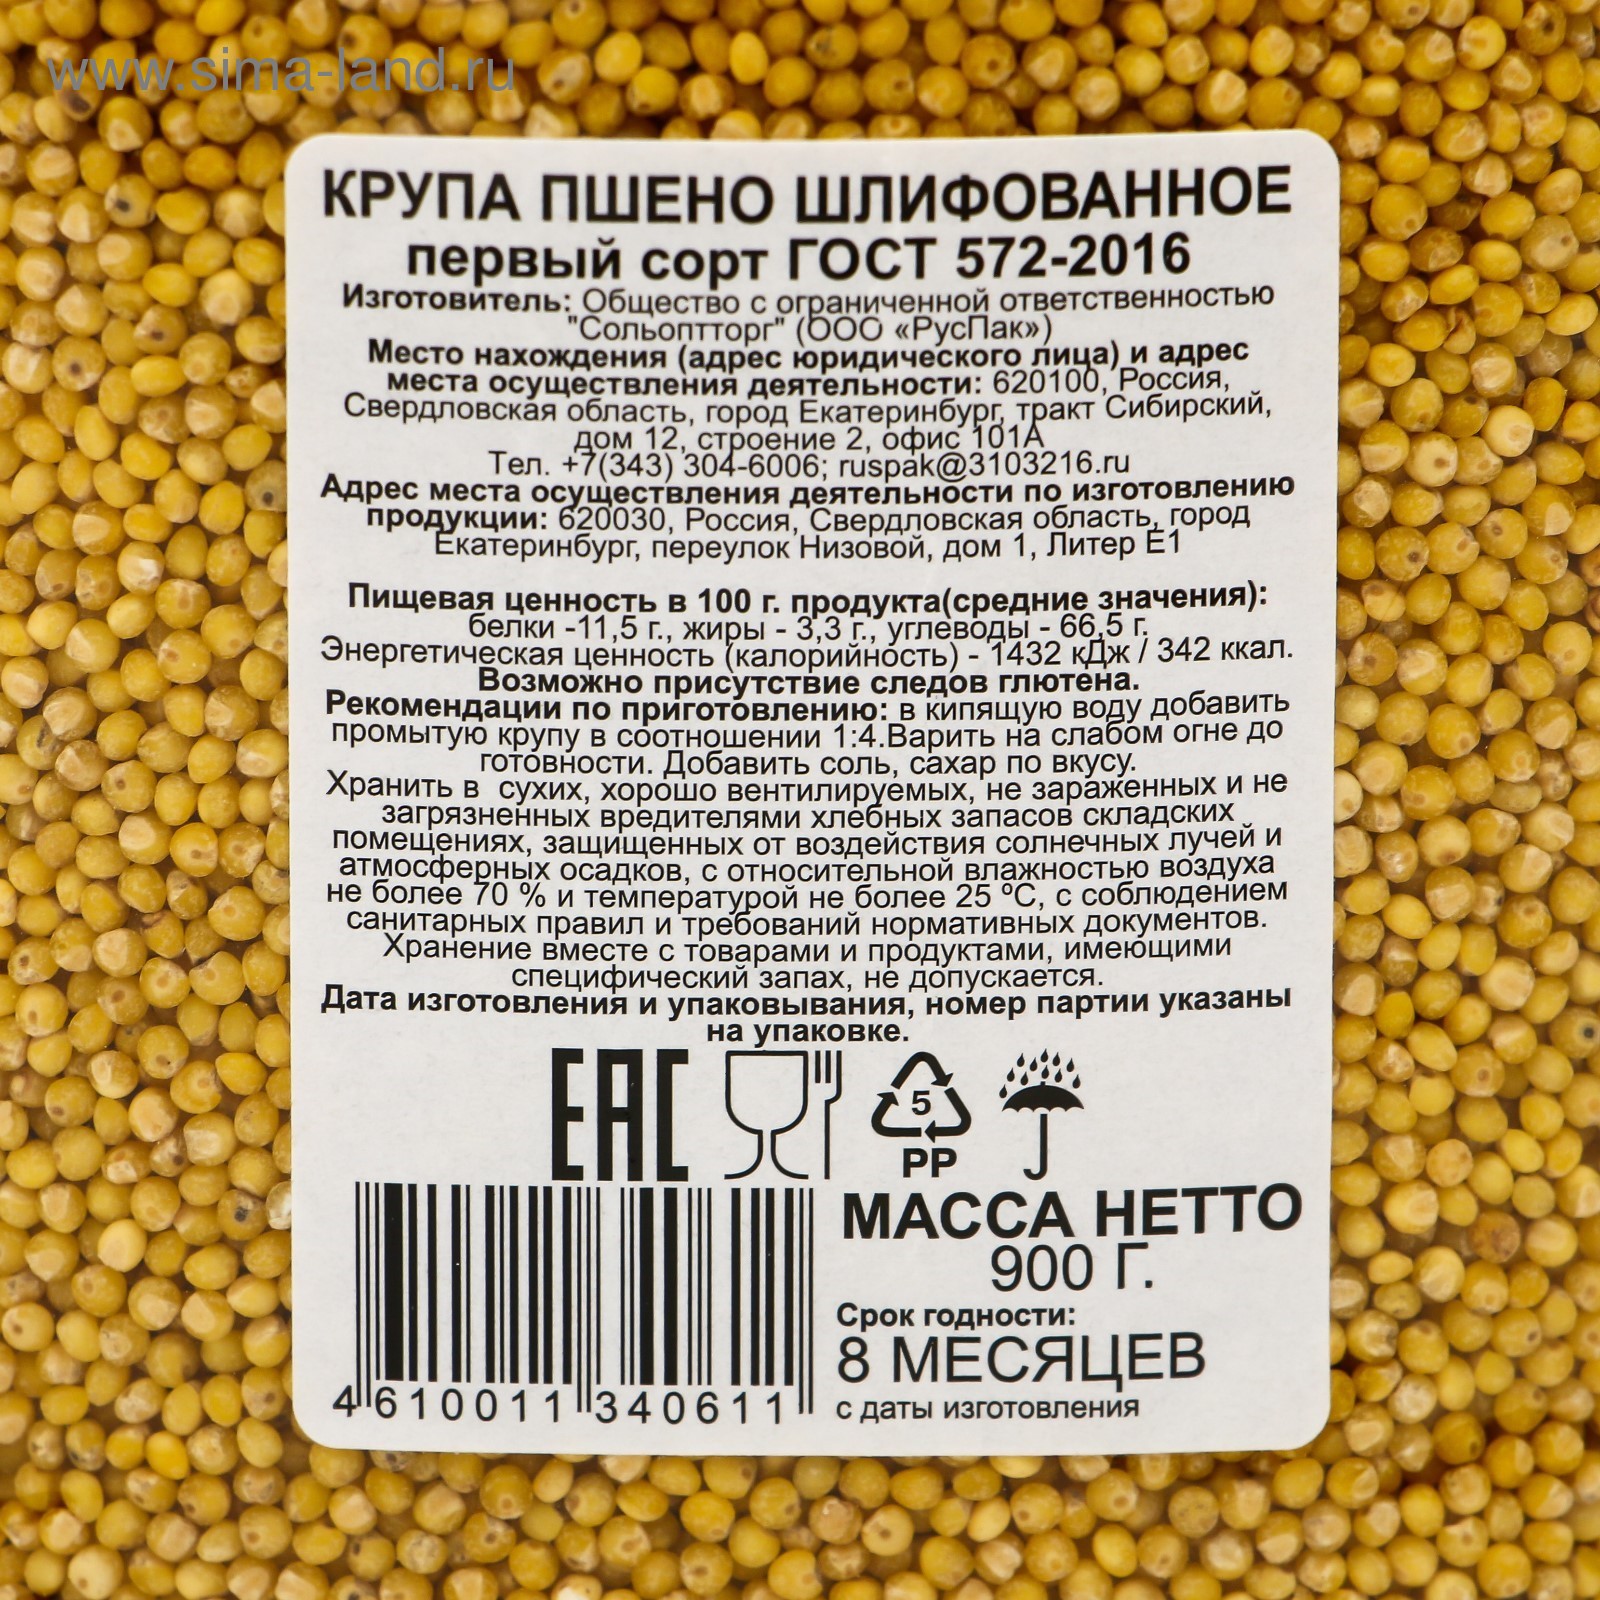 www.sima-land.ru
КРУПА ПШЕНО ШЛИФОВАННОЕ
первый сорт ГОСТ 572-2016
Изготовитель: Общество с ограниченной ответственностью
"Сольоптторг" (ООО «РусПак»)
Место нахождения (адрес юридического лица) и адрес
места осуществления деятельности: 620100, Россия,
Свердловская область, город Екатеринбург, тракт Сибирский,
дом 12, строение 2, офис 101А
Тел. +7(343) 304-6006; ruspak@3103216.ru
Адрес места осуществления деятельности по изготовлению
продукции: 620030, Россия, Свердловская область, город
Екатеринбург, переулок Низовой, дом 1, Литер Е1
Пищевая ценность в 100 г. продукта(средние значения):
белки -11,5 г., жиры - 3,3 г., углеводы - 66,5 г.
Энергетическая ценность (калорийность) - 1432 кДж / 342 ккал.
Возможно присутствие следов глютена.
Рекомендации по приготовлению: в кипящую воду добавить
промытую крупу в соотношении 1:4.Варить на слабом огне до
готовности. Добавить соль, сахар по вкусу.
Хранить в сухих, хорошо вентилируемых, не зараженных и не
загрязненных вредителями хлебных запасов складских
помещениях, защищенных от воздействия солнечных лучей и
атмосферных осадков, с относительной влажностью воздуха
не более 70 % и температурой не более 25 ºС, с соблюдением
санитарных правил и требований нормативных документов.
Хранение вместе с товарами и продуктами, имеющими
специфический запах, не допускается.
Дата изготовления и упаковывания, номер партии указаны
на упаковке.
ЕАС
5
PP
МАССА НЕТТО
900 Г.
Срок годности:
8 МЕСЯЦЕВ
с даты изготовления
4 610011 340611